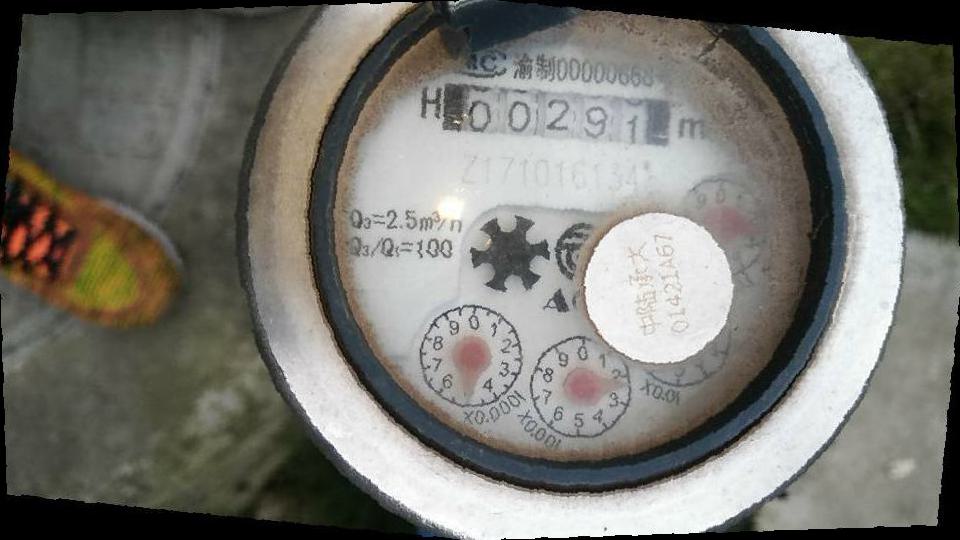 渝制00000668
H 00291 m
Z171016134
Q₃=2.5m³/h
Q₃/Q₁=100
中陆承大
01421A67
9 0
9 0 1 2 3 4 6 7 8
X0.0001
9 0 1 2 3 4 5 6 7 8
X0.001
X0.01